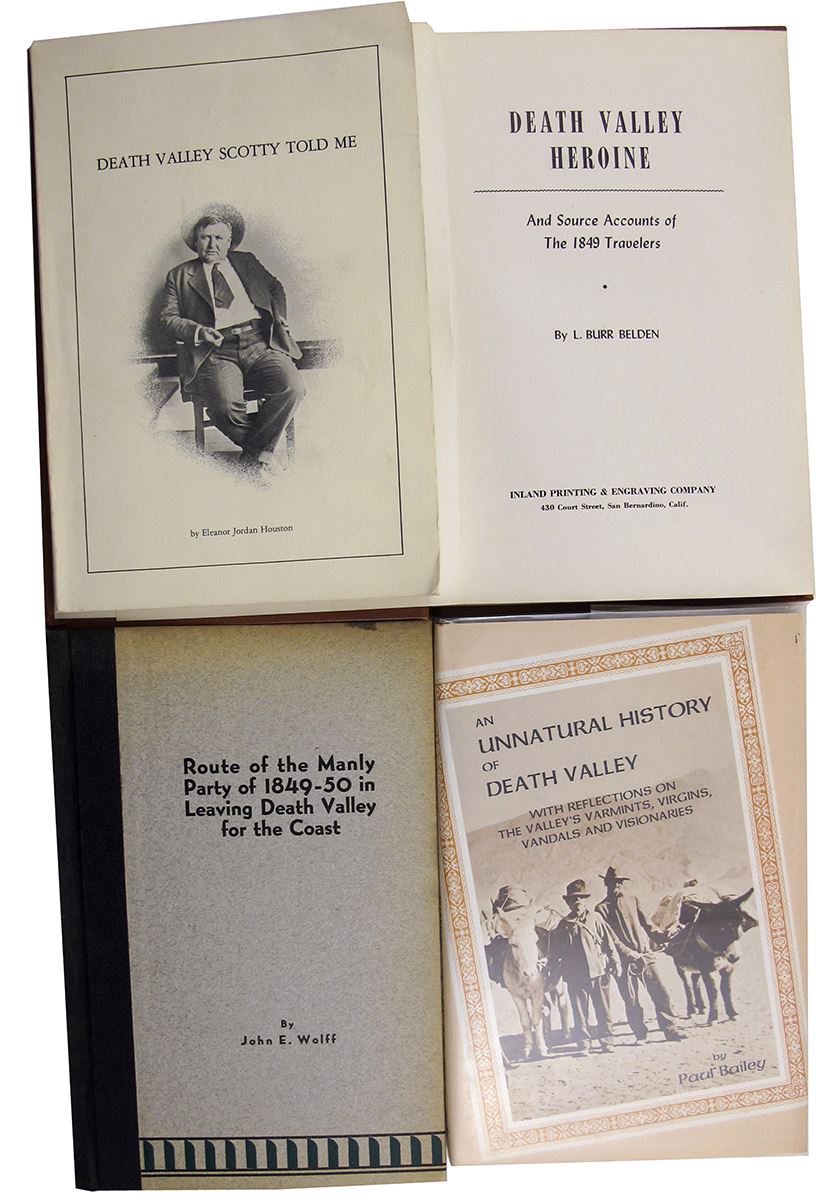 DEATH VALLEY SCOTTY TOLD ME
by Eleanor Jordan Houston
DEATH VALLEY
HEROINE
And Source Accounts of
The 1849 Travelers
By L. BURR BELDEN
INLAND PRINTING & ENGRAVING COMPANY
430 Court Street, San Bernardino, Calif.
Route of the Manly
Party of 1849-50 in
Leaving Death Valley
for the Coast
By
John E. Wolff
AN
UNNATURAL HISTORY
OF
DEATH VALLEY
WITH REFLECTIONS ON
THE VALLEY'S VARMINTS, VIRGINS,
VANDALS AND VISIONARIES
by
Paul Bailey